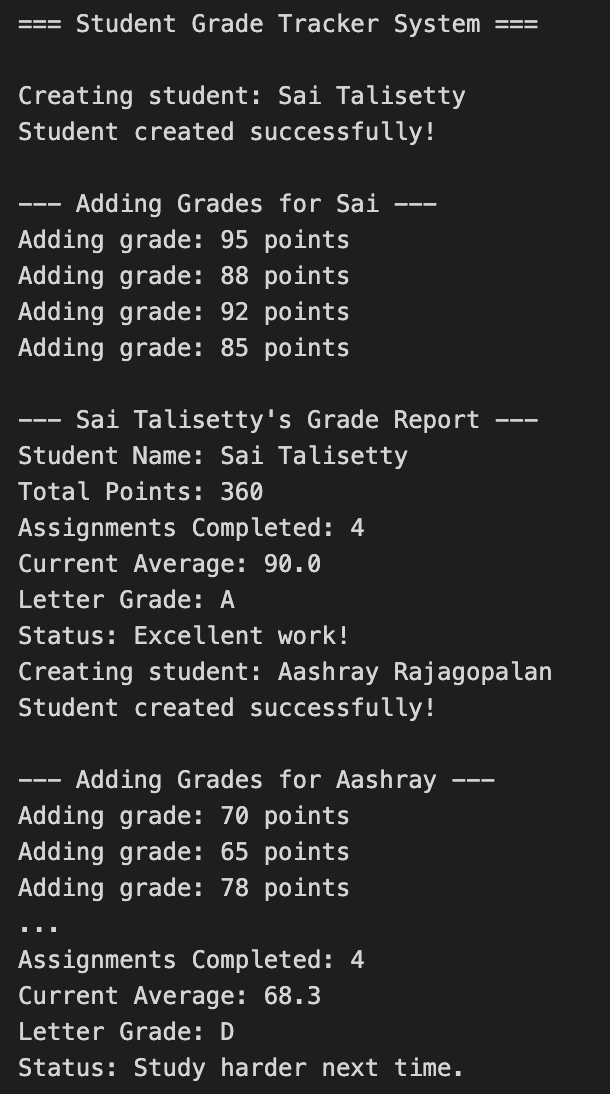 === Student Grade Tracker System ===
Creating student: Sai Talisetty
Student created successfully!
--- Adding Grades for Sai ---
Adding grade: 95 points
Adding grade: 88 points
Adding grade: 92 points
Adding grade: 85 points
--- Sai Talisetty's Grade Report ---
Student Name: Sai Talisetty
Total Points: 360
Assignments Completed: 4
Current Average: 90.0
Letter Grade: A
Status: Excellent work!
Creating student: Aashray Rajagopalan
Student created successfully!
--- Adding Grades for Aashray ---
Adding grade: 70 points
Adding grade: 65 points
Adding grade: 78 points
...
Assignments Completed: 4
Current Average: 68.3
Letter Grade: D
Status: Study harder next time.